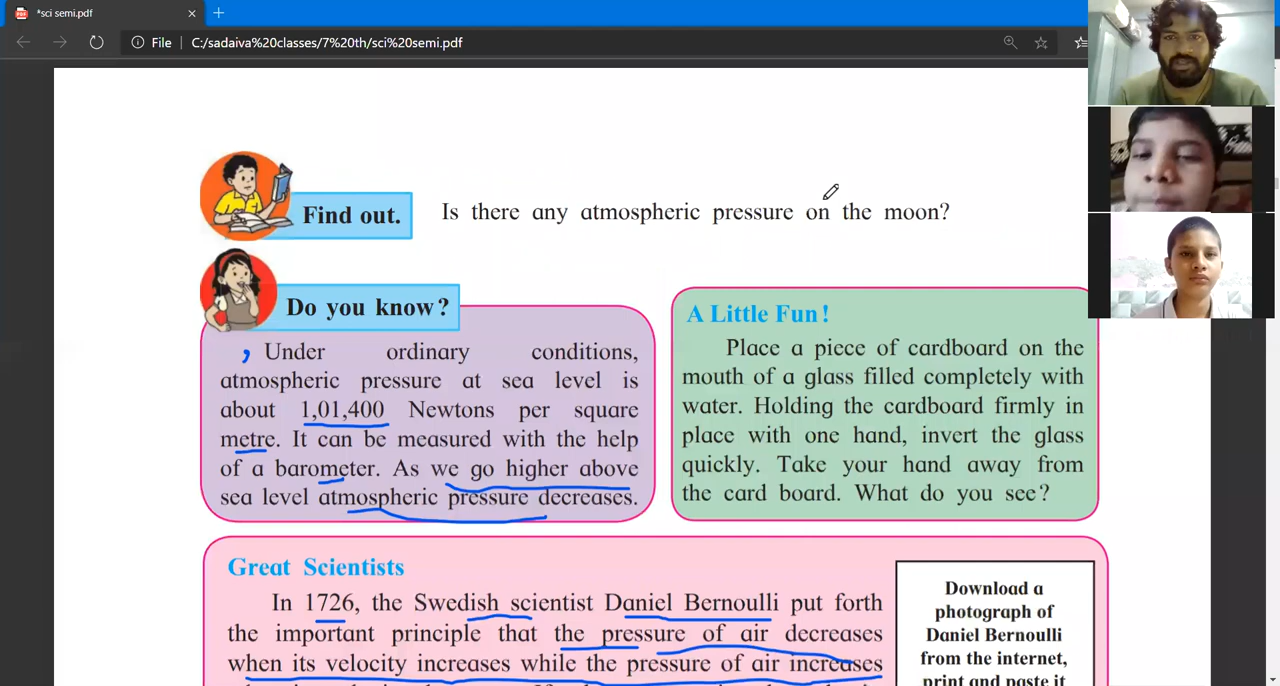 *sci semi.pdf
File
C:/sadaiva%20classes/7%20th/sci%20semi.pdf
Find out.
Is there any atmospheric pressure on the moon?
Do you know?
Under ordinary conditions,
atmospheric pressure at sea level is
about 1,01,400 Newtons per square
metre. It can be measured with the help
of a barometer. As we go higher above
sea level atmospheric pressure decreases.
A Little Fun!
Place a piece of cardboard on the
mouth of a glass filled completely with
water. Holding the cardboard firmly in
place with one hand, invert the glass
quickly. Take your hand away from
the card board. What do you see?
Great Scientists
In 1726, the Swedish scientist Daniel Bernoulli put forth
the important principle that the pressure of air decreases
when its velocity increases while the pressure of air increases
Download a
photograph of
Daniel Bernoulli
from the internet,
print and paste it